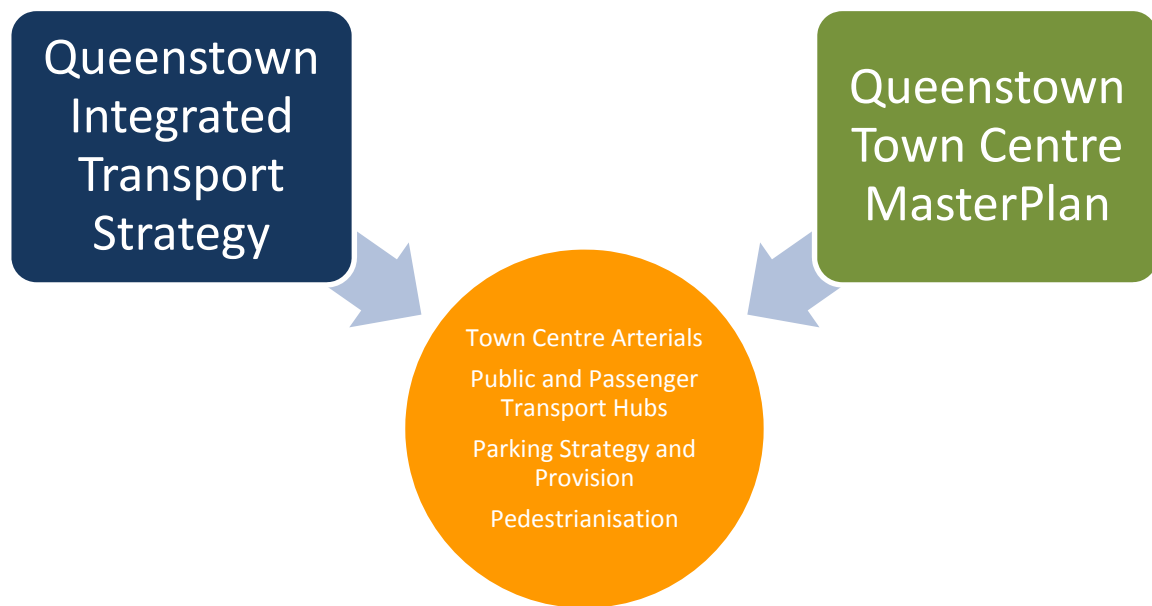 Queenstown
Integrated
Transport
Strategy
Queenstown
Town Centre
MasterPlan
Town Centre Arterials
Public and Passenger
Transport Hubs
Parking Strategy and
Provision
Pedestrianisation